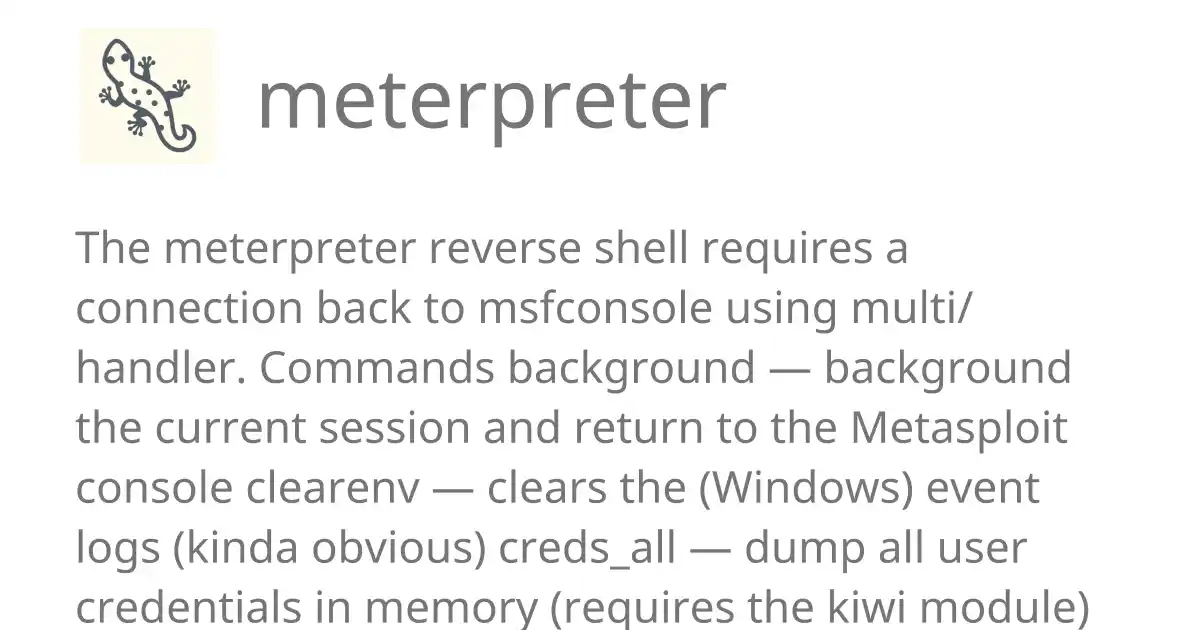 meterpreter
The meterpreter reverse shell requires a
connection back to msfconsole using multi/
handler. Commands background — background
the current session and return to the Metasploit
console clearenv — clears the (Windows) event
logs (kinda obvious) creds_all — dump all user
credentials in memory (requires the kiwi module)